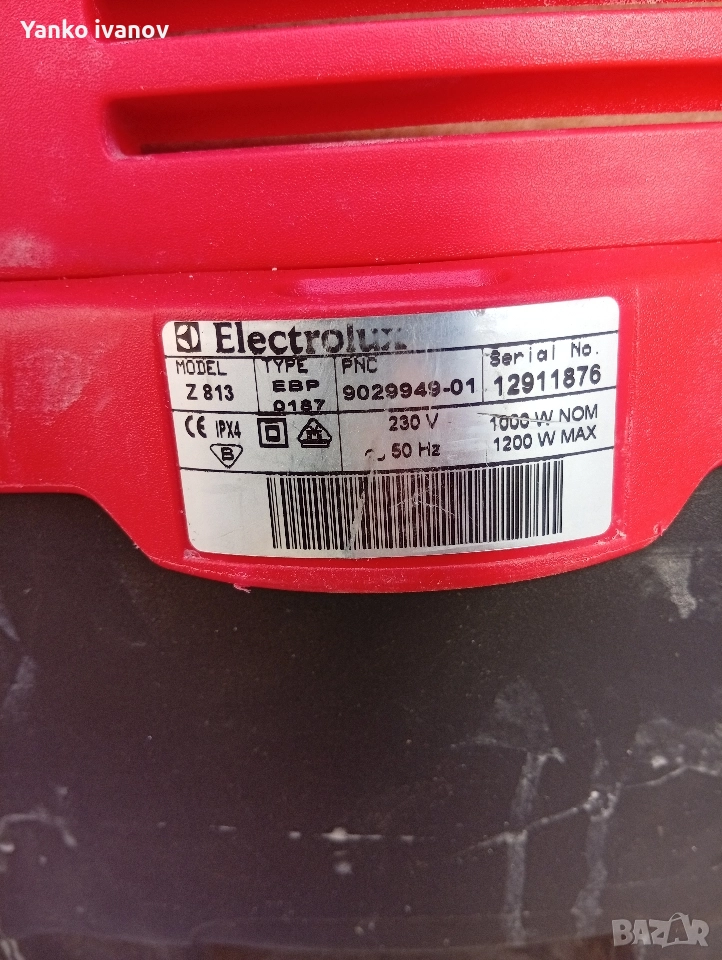 Yanko ivanov
Electrolux
MODEL TYPE PNC Serial No.
Z 813 EBP 9029949-01 12911876
0187
CE IPX4 230 V 1000 W NOM
B ~ 50 Hz 1200 W MAX
BAZAR